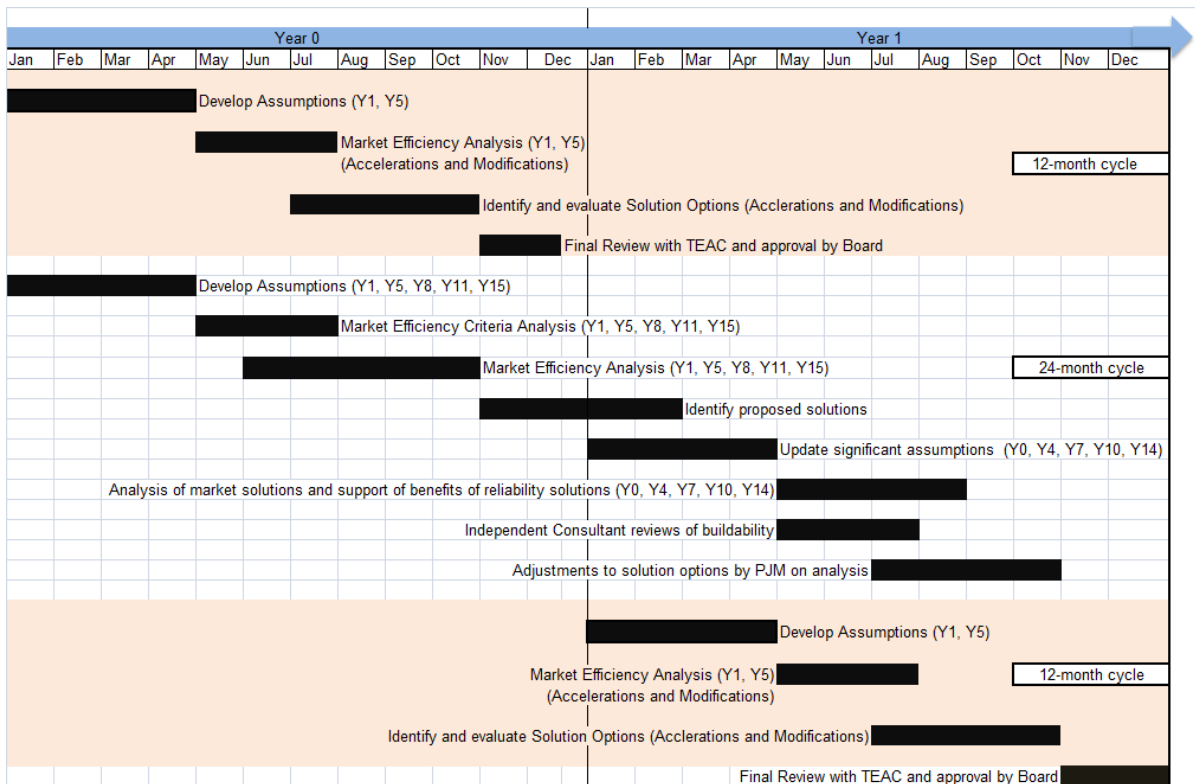 Year 0 Year 1
Jan Feb Mar Apr May Jun Jul Aug Sep Oct Nov Dec Jan Feb Mar Apr May Jun Jul Aug Sep Oct Nov Dec
Develop Assumptions (Y1, Y5)
Market Efficiency Analysis (Y1, Y5)
(Accelerations and Modifications)
12-month cycle
Identify and evaluate Solution Options (Acclerations and Modifications)
Final Review with TEAC and approval by Board
Develop Assumptions (Y1, Y5, Y8, Y11, Y15)
Market Efficiency Criteria Analysis (Y1, Y5, Y8, Y11, Y15)
Market Efficiency Analysis (Y1, Y5, Y8, Y11, Y15)
24-month cycle
Identify proposed solutions
Update significant assumptions (Y0, Y4, Y7, Y10, Y14)
Analysis of market solutions and support of benefits of reliability solutions (Y0, Y4, Y7, Y10, Y14)
Independent Consultant reviews of buildability
Adjustments to solution options by PJM on analysis
Develop Assumptions (Y1, Y5)
Market Efficiency Analysis (Y1, Y5)
(Accelerations and Modifications)
12-month cycle
Identify and evaluate Solution Options (Acclerations and Modifications)
Final Review with TEAC and approval by Board